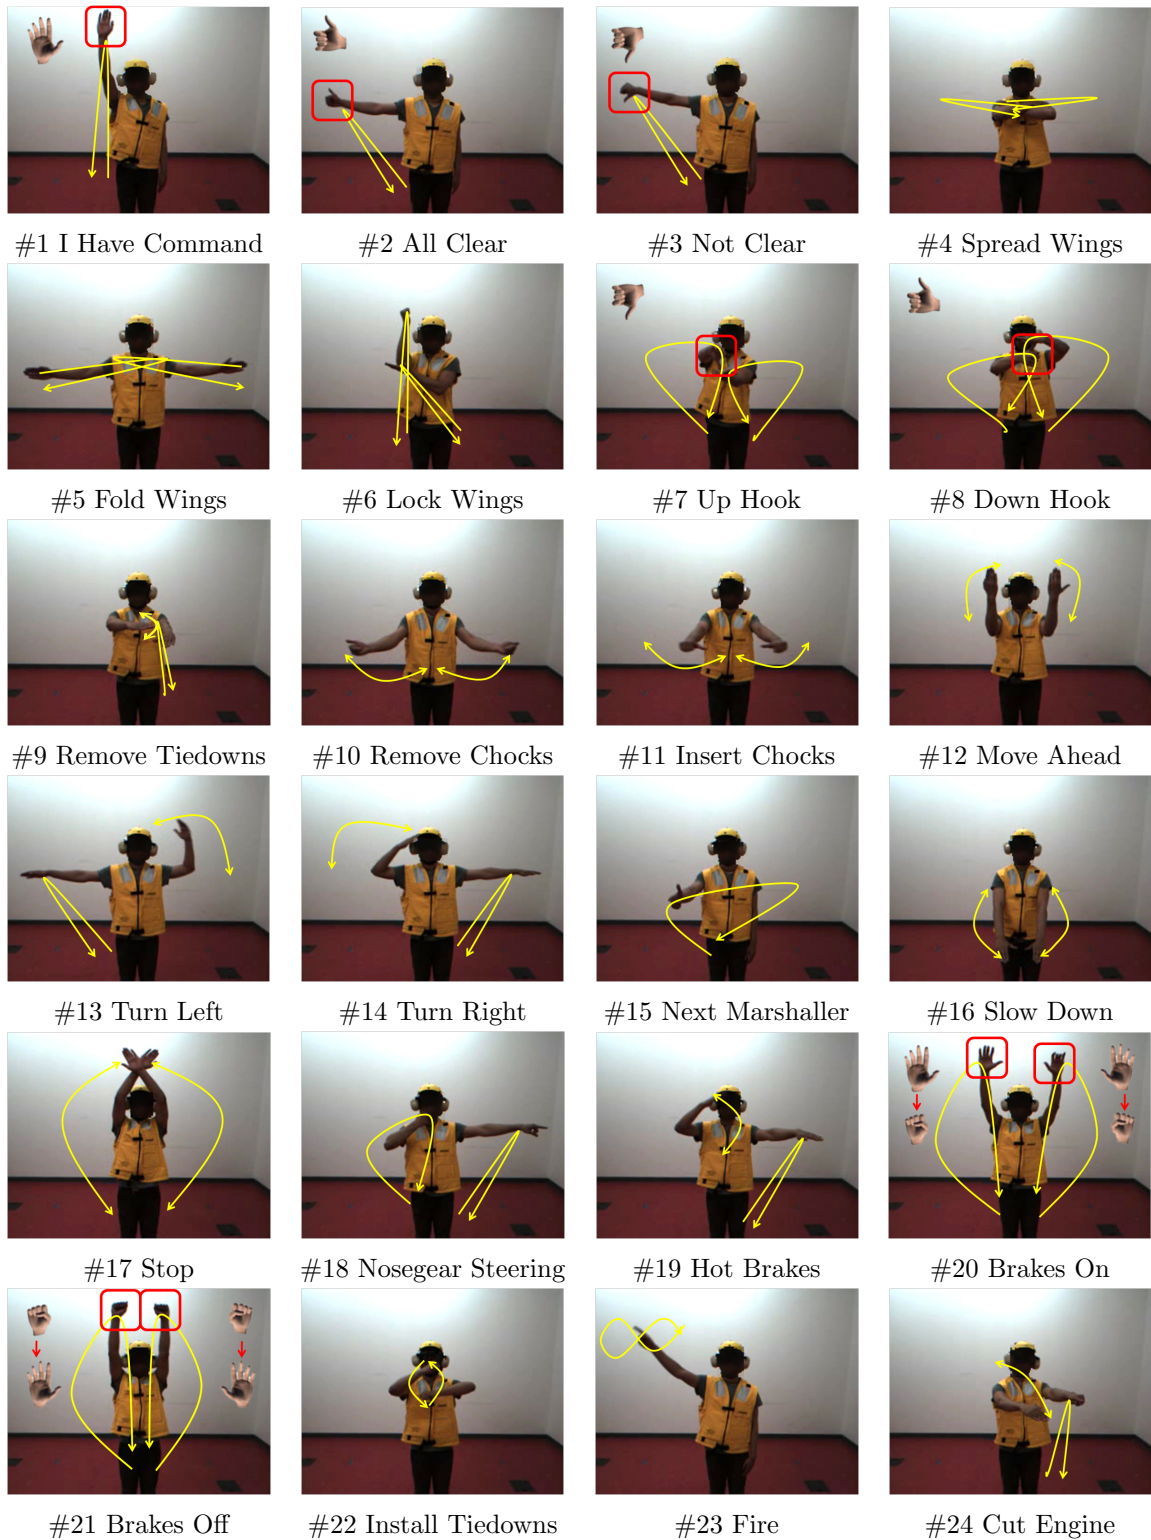 #1 I Have Command
#2 All Clear
#3 Not Clear
#4 Spread Wings
#5 Fold Wings
#6 Lock Wings
#7 Up Hook
#8 Down Hook
#9 Remove Tiedowns
#10 Remove Chocks
#11 Insert Chocks
#12 Move Ahead
#13 Turn Left
#14 Turn Right
#15 Next Marshaller
#16 Slow Down
#17 Stop
#18 Nosegear Steering
#19 Hot Brakes
#20 Brakes On
#21 Brakes Off
#22 Install Tiedowns
#23 Fire
#24 Cut Engine